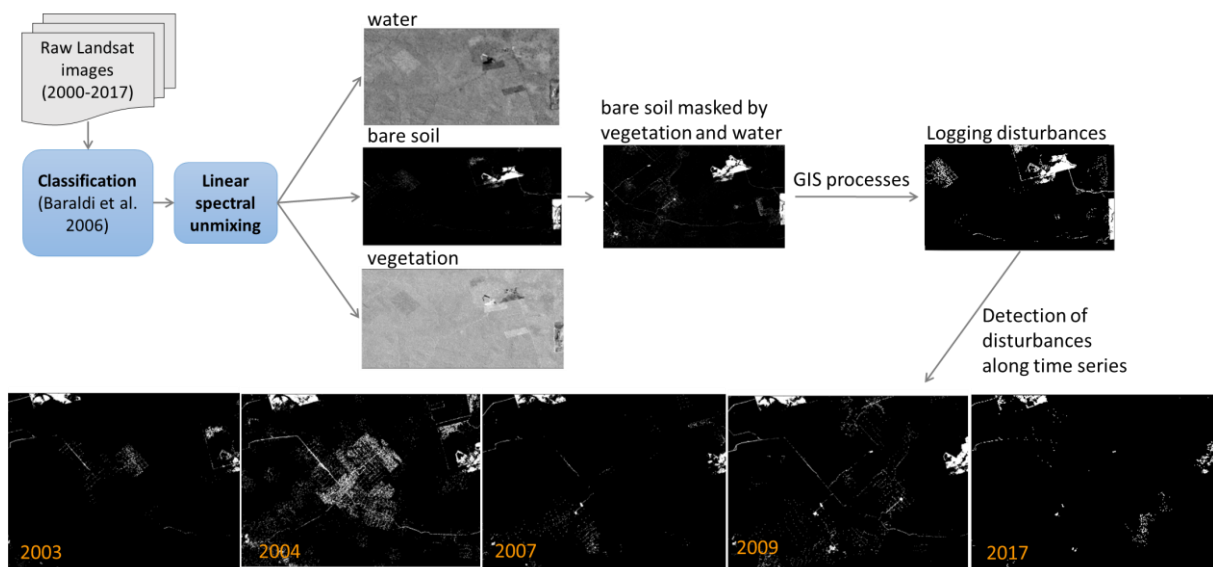 Raw Landsat
images
(2000-2017)
Classification
(Baraldi et al.
2006)
Linear
spectral
unmixing
water
bare soil
vegetation
bare soil masked by
vegetation and water
GIS processes
Logging disturbances
Detection of
disturbances
along time series
2003
2004
2007
2009
2017